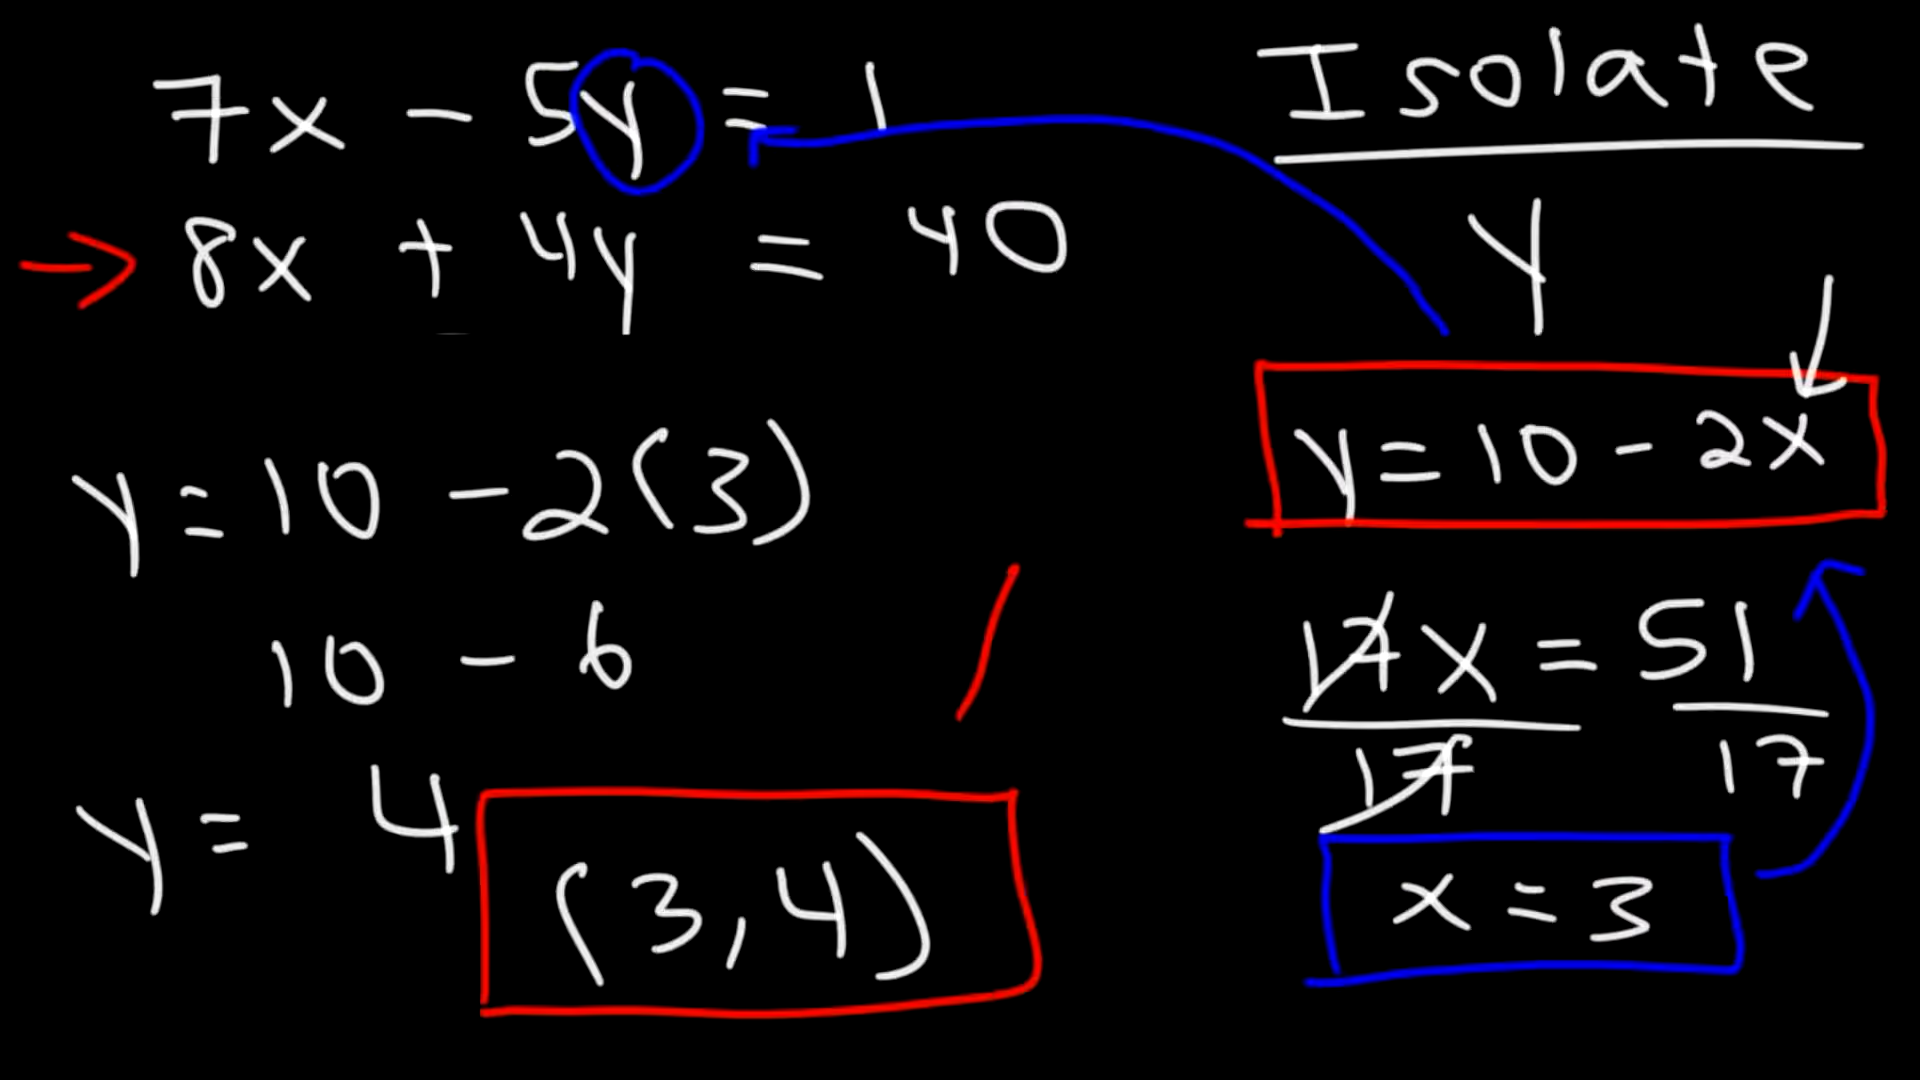 7x - 5y = 1
8x + 4y = 40
y = 10 - 2(3)
10 - 6
y = 4
(3,4)
Isolate
y
y = 10 - 2x
17x = 51
17 17
x = 3